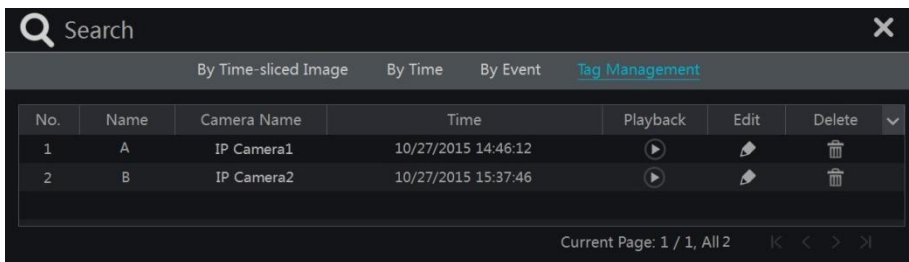 Search
By Time-sliced Image By Time By Event Tag Management
No. Name Camera Name Time Playback Edit Delete
1 A IP Camera1 10/27/2015 14:46:12
2 B IP Camera2 10/27/2015 15:37:46
Current Page: 1 / 1, All 2